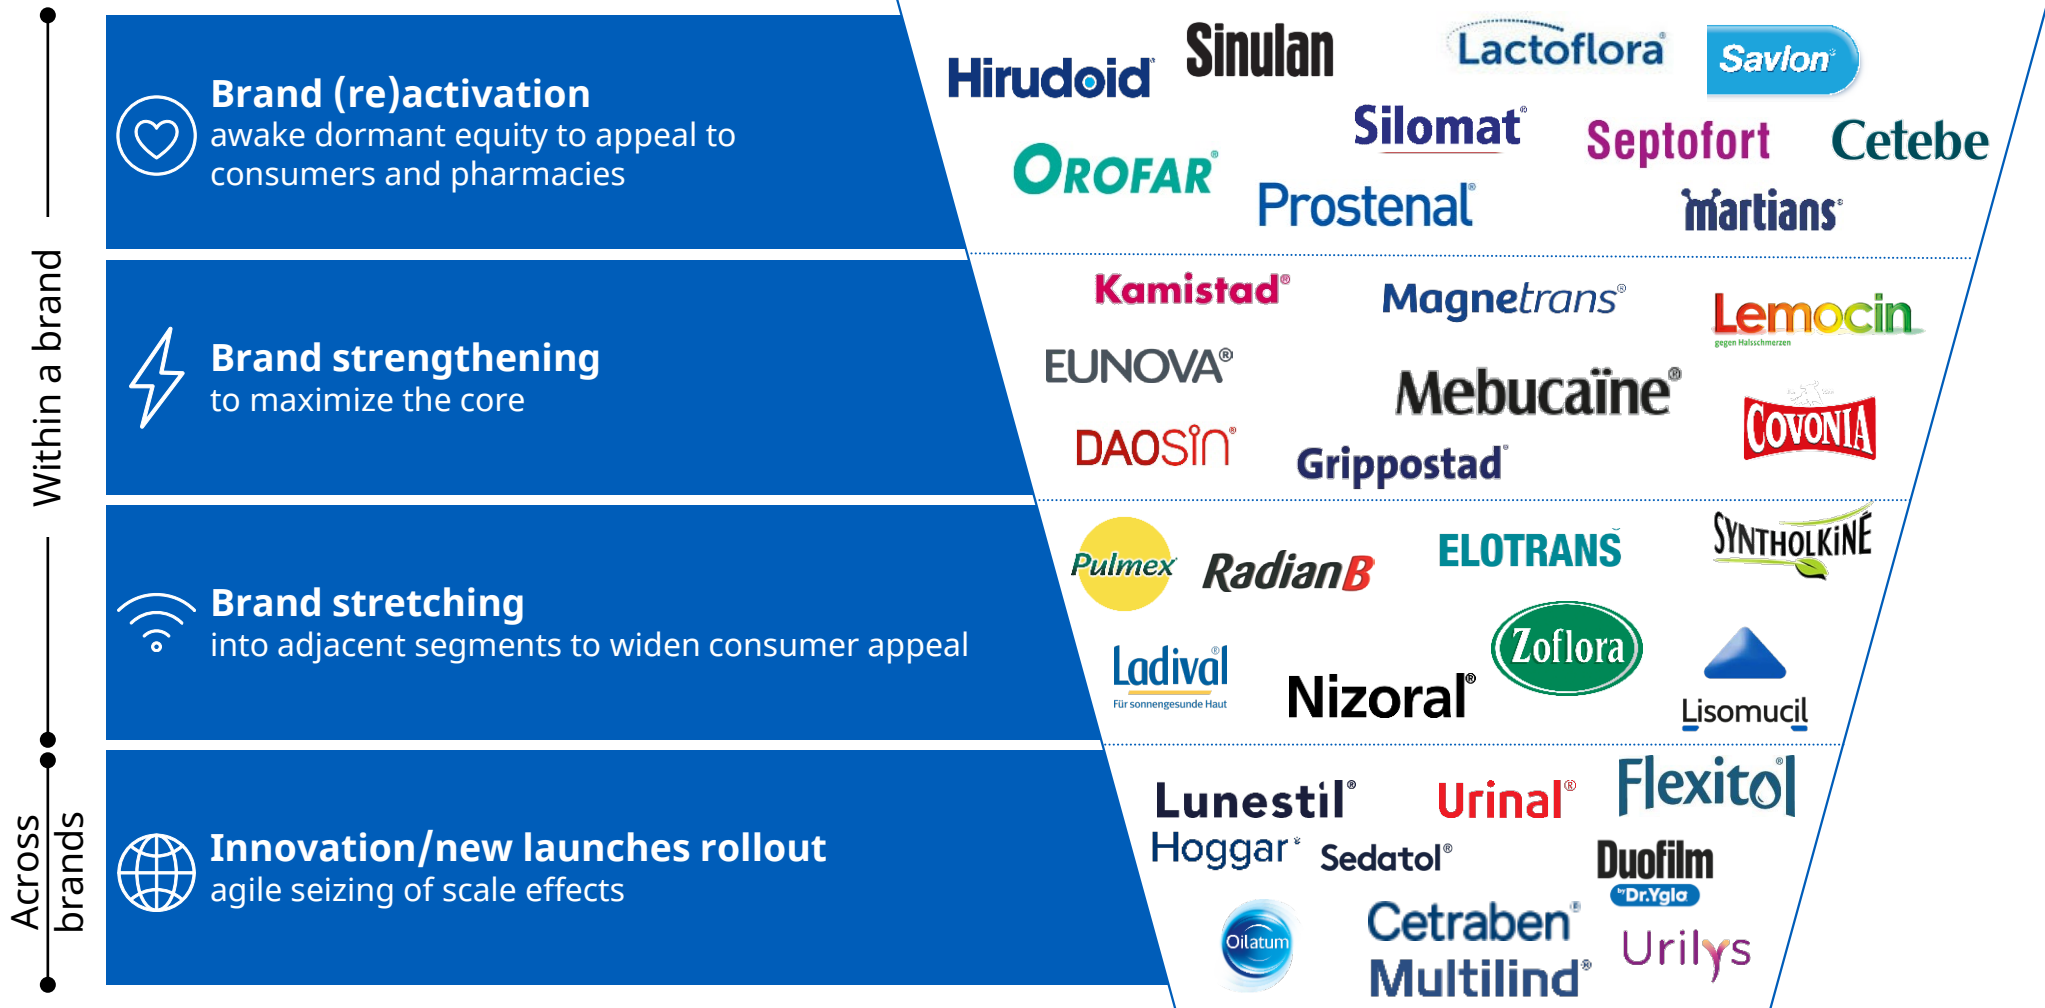 Within a brand
Across
brands
Brand (re)activation
awake dormant equity to appeal to
consumers and pharmacies
Hirudoid
Sinulan
Lactoflora®
Savlon®
Silomat®
Septofort
Cetebe
OROFAR®
Prostenal®
martians®
Brand strengthening
to maximize the core
Kamistad®
Magnetrans®
Lemocin
gegen Halsschmerzen
EUNOVA®
Mebucaïne®
COVONIA
DAOSiN®
Grippostad®
Brand stretching
into adjacent segments to widen consumer appeal
Pulmex
RadianB
ELOTRANS®
SYNTHOLKiNÉ
Ladival®
Für sonnengesunde Haut
Nizoral®
Zoflora
Lisomucil
Innovation/new launches rollout
agile seizing of scale effects
Lunestil®
Urinal®
Flexitol®
Hoggar®
Sedatol®
Duofilm
by Dr.Ygla
Oilatum
Cetraben®
Multilind®
Urilys